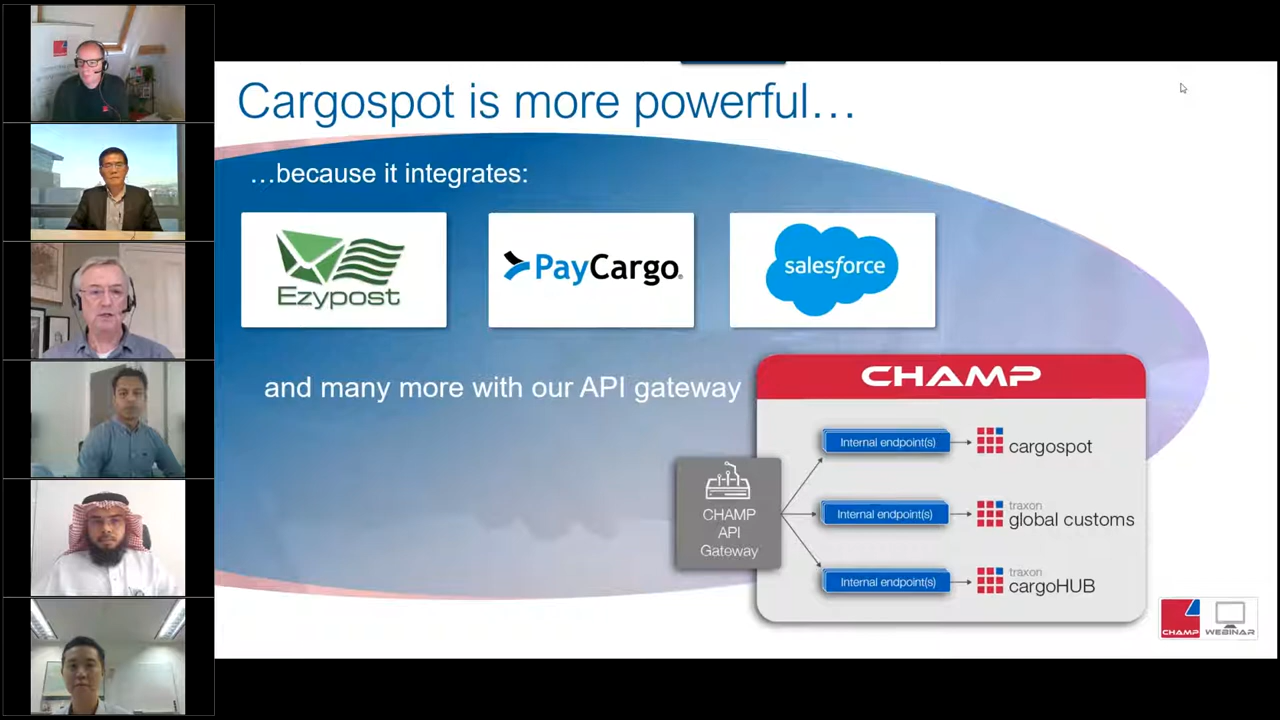 Cargospot is more powerful…
…because it integrates:
Ezypost
PayCargo
salesforce
and many more with our API gateway
CHAMP
Internal endpoint(s)
cargospot
CHAMP
API
Gateway
Internal endpoint(s)
traxon
global customs
Internal endpoint(s)
traxon
cargoHUB
CHAMP
WEBINAR